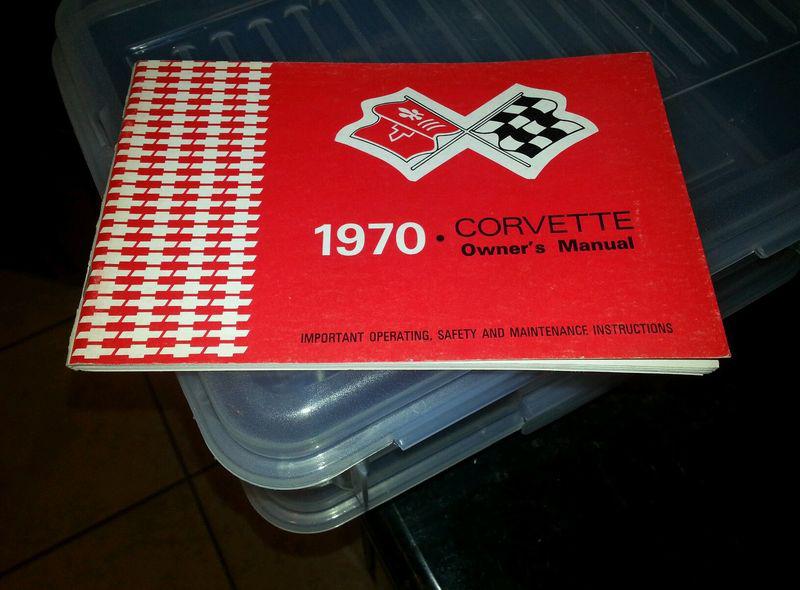 1970 • CORVETTE
Owner's Manual
IMPORTANT OPERATING, SAFETY AND MAINTENANCE INSTRUCTIONS